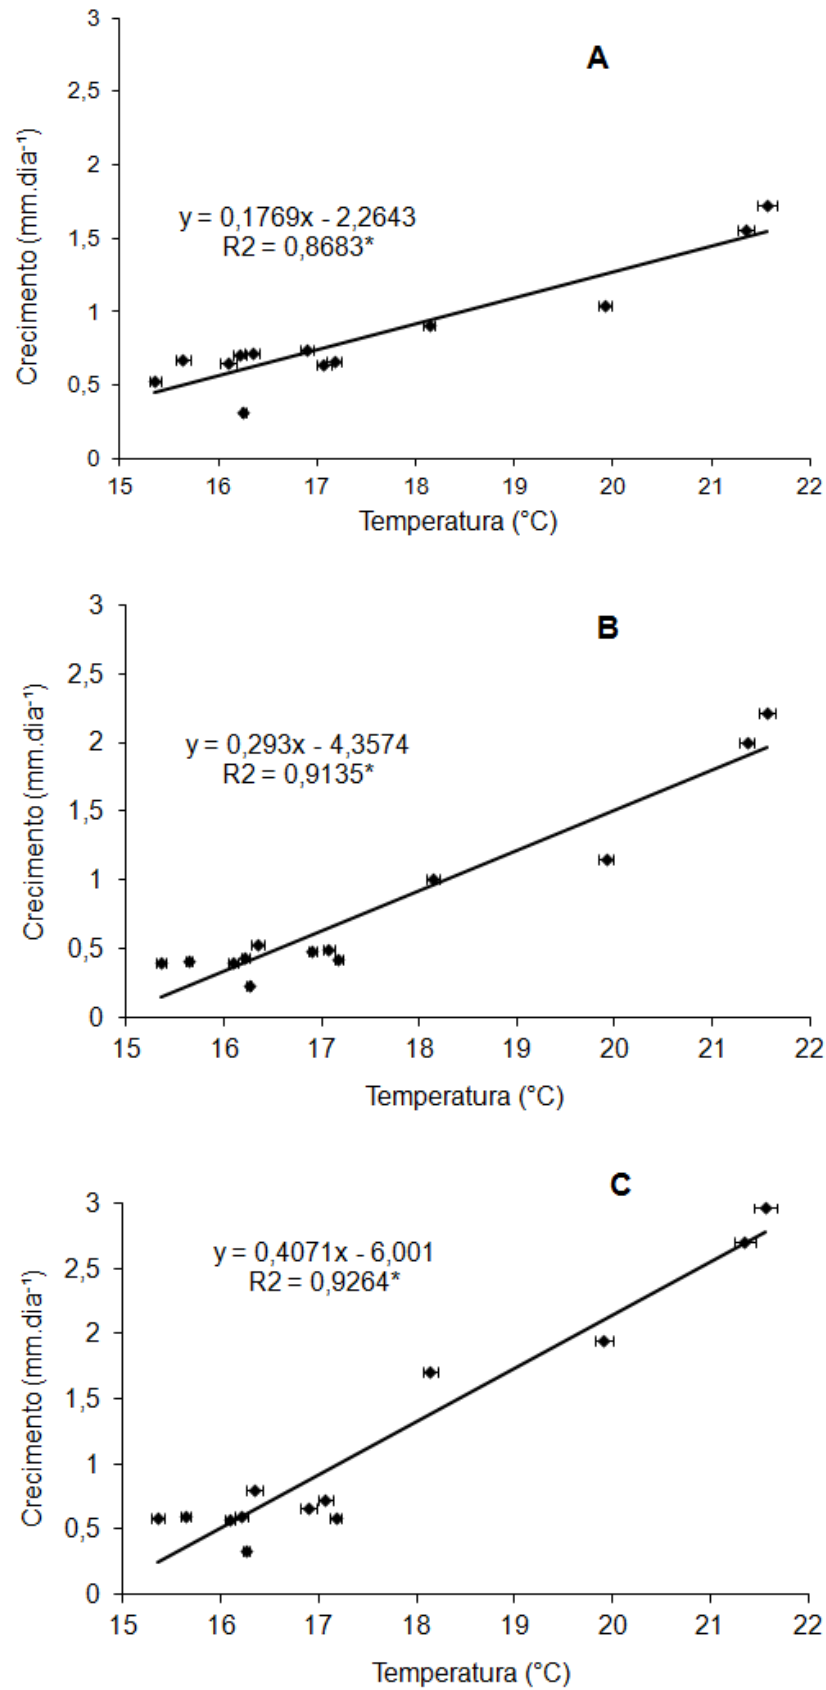 A
3
2,5
2
1,5
1
0,5
0
Crecimento (mm.dia⁻¹)
y = 0,1769x - 2,2643
R2 = 0,8683*
15 16 17 18 19 20 21 22
Temperatura (°C)
B
3
2,5
2
1,5
1
0,5
0
Crecimento (mm.dia⁻¹)
y = 0,293x - 4,3574
R2 = 0,9135*
15 16 17 18 19 20 21 22
Temperatura (°C)
C
3
2,5
2
1,5
1
0,5
0
Crecimento (mm.dia⁻¹)
y = 0,4071x - 6,001
R2 = 0,9264*
15 16 17 18 19 20 21 22
Temperatura (°C)